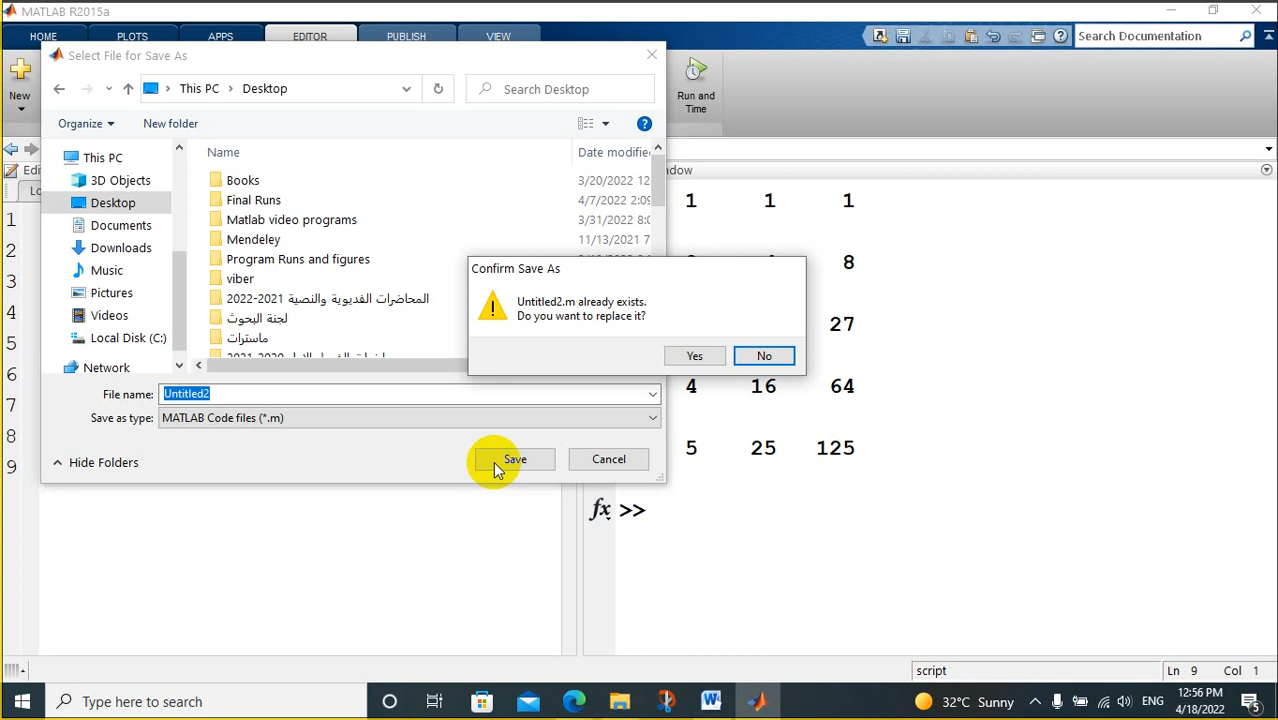 MATLAB R2015a
HOME
PLOTS
APPS
EDITOR
PUBLISH
VIEW
Search Documentation
Select File for Save As
This PC
Desktop
Search Desktop
New
Run and
Time
Organize
New folder
Name
Date modifie
This PC
3D Objects
Desktop
Documents
Downloads
Music
Pictures
Videos
Local Disk (C:)
Network
Books
3/20/2022 12
Final Runs
4/7/2022 2:09
Matlab video programs
3/31/2022 8:0
Mendeley
11/13/2021 7
Program Runs and figures
viber
المحاضرات الفديوية والنصية 2021-2022
لجنة البحوث
ماسترات
Confirm Save As
Untitled2.m already exists.
Do you want to replace it?
Yes
No
File name:
Untitled2
Save as type:
MATLAB Code files (*.m)
Hide Folders
Save
Cancel
1
2
3
4
5
6
7
8
9
ndow
1 1 1
8
27
4 16 64
5 25 125
fx >>
script
Ln 9
Col 1
Type here to search
32°C Sunny
ENG
12:56 PM
4/18/2022
5